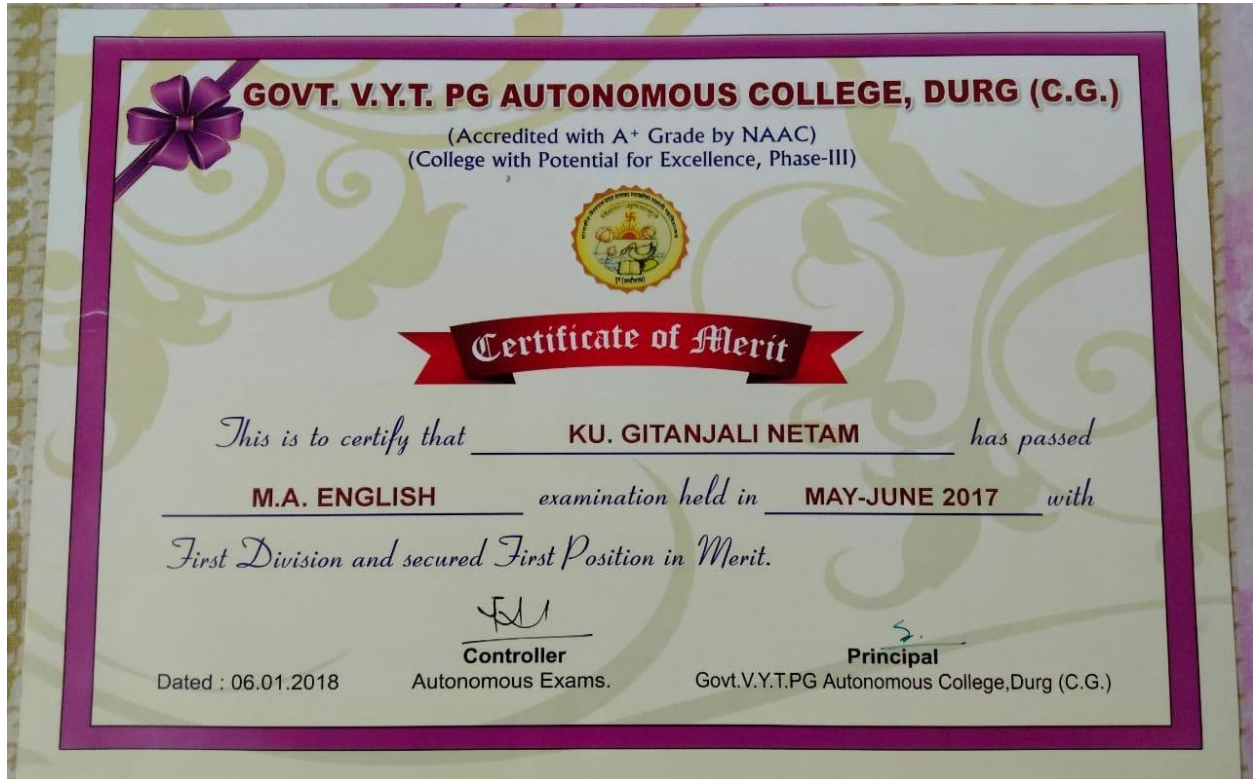 GOVT. V.Y.T. PG AUTONOMOUS COLLEGE, DURG (C.G.)
(Accredited with A+ Grade by NAAC)
(College with Potential for Excellence, Phase-III)
Certificate of Merit
This is to certify that KU. GITANJALI NETAM has passed
M.A. ENGLISH examination held in MAY-JUNE 2017 with
First Division and secured First Position in Merit.
Controller Principal
Dated : 06.01.2018 Autonomous Exams. Govt.V.Y.T.PG Autonomous College,Durg (C.G.)